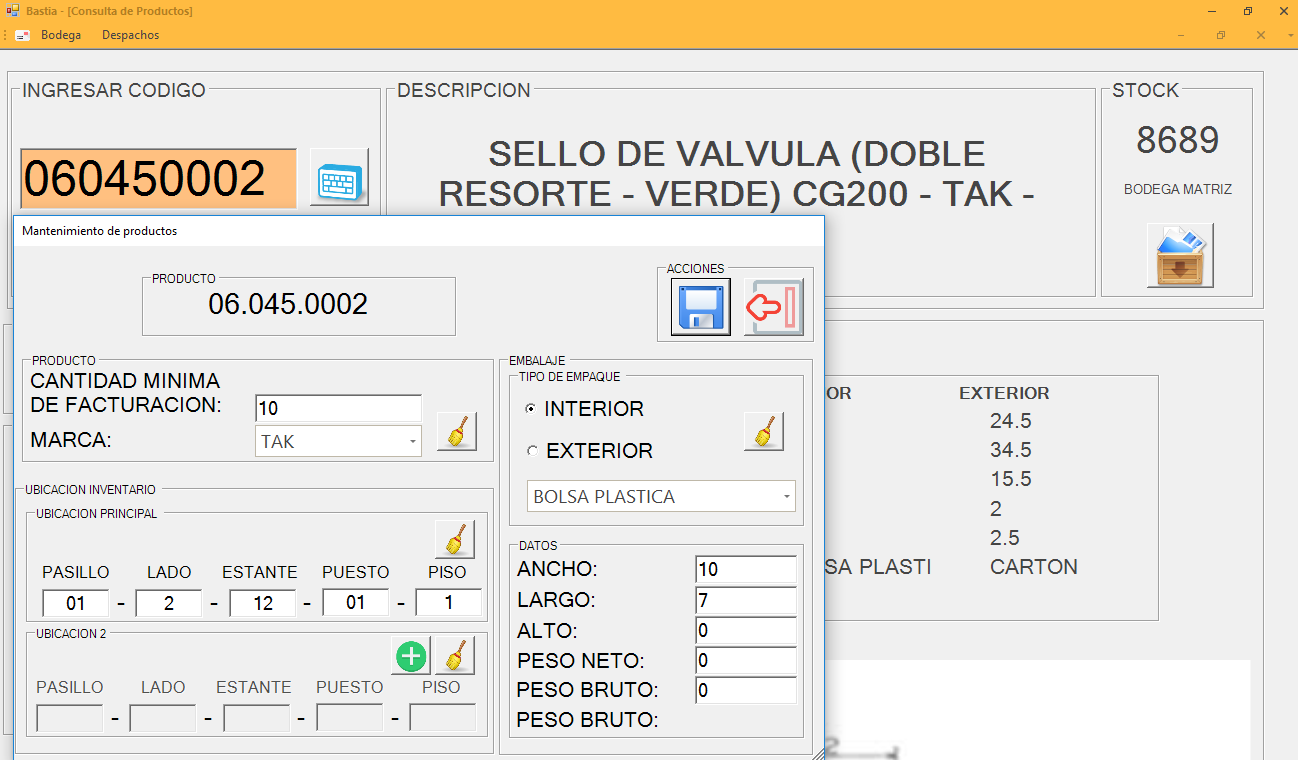 Bastia - [Consulta de Productos]
Bodega Despachos
INGRESAR CODIGO
060450002
DESCRIPCION
SELLO DE VALVULA (DOBLE
RESORTE - VERDE) CG200 - TAK -
STOCK
8689
BODEGA MATRIZ
Mantenimiento de productos
PRODUCTO
06.045.0002
ACCIONES
PRODUCTO
CANTIDAD MINIMA
DE FACTURACION: 10
MARCA: TAK
UBICACION INVENTARIO
UBICACION PRINCIPAL
PASILLO LADO ESTANTE PUESTO PISO
01 - 2 - 12 - 01 - 1
UBICACION 2
PASILLO LADO ESTANTE PUESTO PISO
- - - -
EMBALAJE
TIPO DE EMPAQUE
INTERIOR
EXTERIOR
BOLSA PLASTICA
DATOS
ANCHO: 10
LARGO: 7
ALTO: 0
PESO NETO: 0
PESO BRUTO: 0
PESO BRUTO:
OR EXTERIOR
24.5
34.5
15.5
2
2.5
SA PLASTI CARTON
2